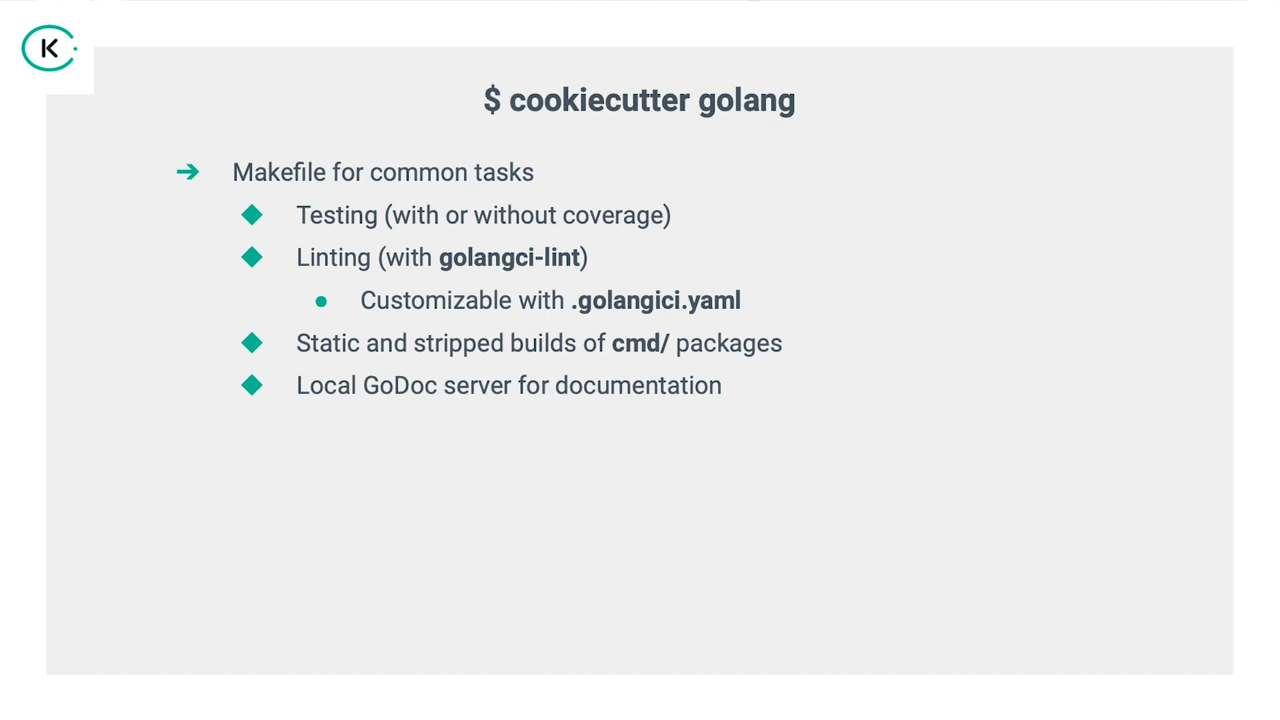 K
$ cookiecutter golang
Makefile for common tasks
Testing (with or without coverage)
Linting (with golangci-lint)
Customizable with .golangici.yaml
Static and stripped builds of cmd/ packages
Local GoDoc server for documentation